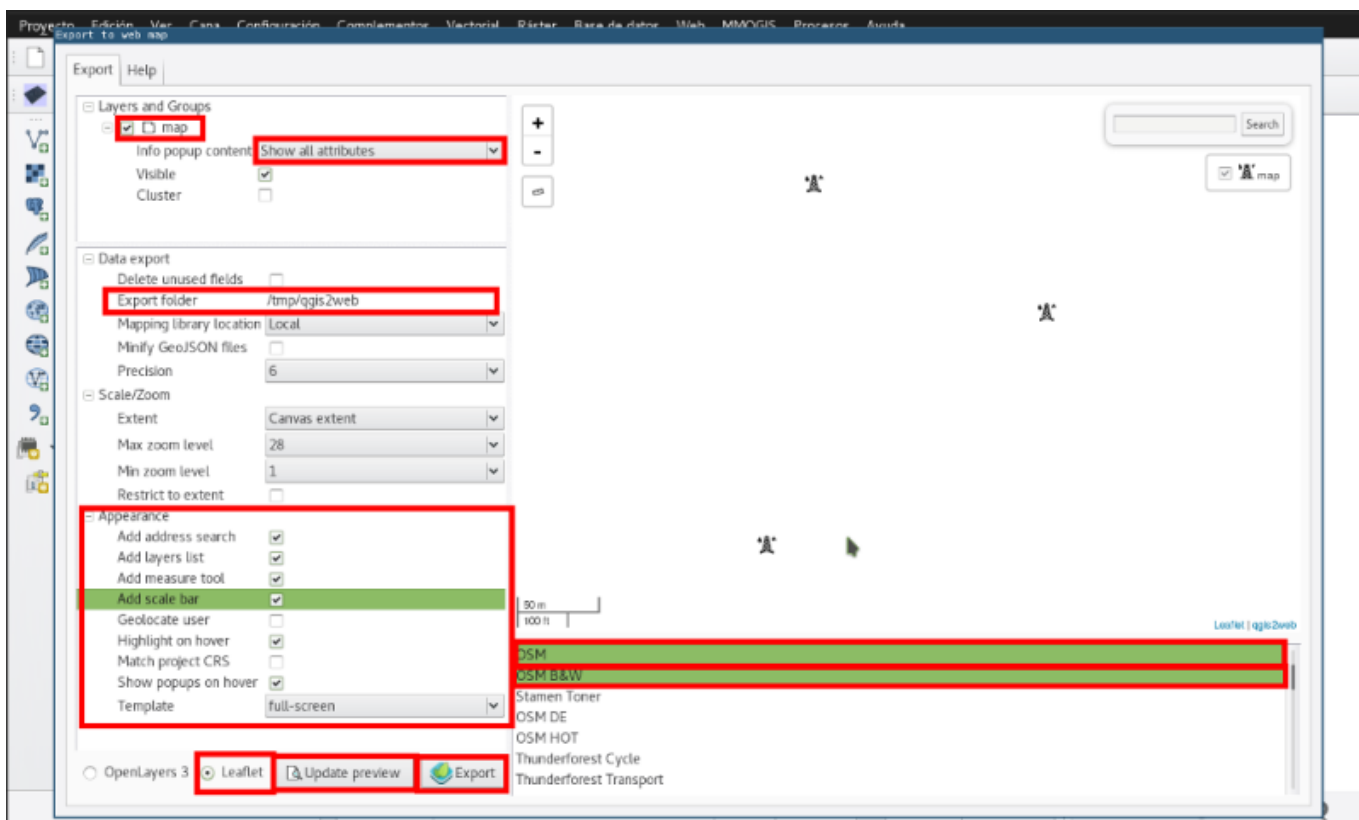 Proyecto Edición Ver Capa Configuración Complementos Vectorial Ráster Base de datos Web MMQGIS Procesos Ayuda
Export to web map
Export Help
Layers and Groups
map
Info popup content Show all attributes
Visible
Cluster
Data export
Delete unused fields
Export folder /tmp/qgis2web
Mapping library location Local
Minify GeoJSON files
Precision 6
Scale/Zoom
Extent Canvas extent
Max zoom level 28
Min zoom level 1
Restrict to extent
Appearance
Add address search
Add layers list
Add measure tool
Add scale bar
Geolocate user
Highlight on hover
Match project CRS
Show popups on hover
Template full-screen
OpenLayers 3 Leaflet Update preview Export
+
-
Search
map
50 m
100 ft
Leaflet | qgis2web
OSM
OSM B&W
Stamen Toner
OSM DE
OSM HOT
Thunderforest Cycle
Thunderforest Transport